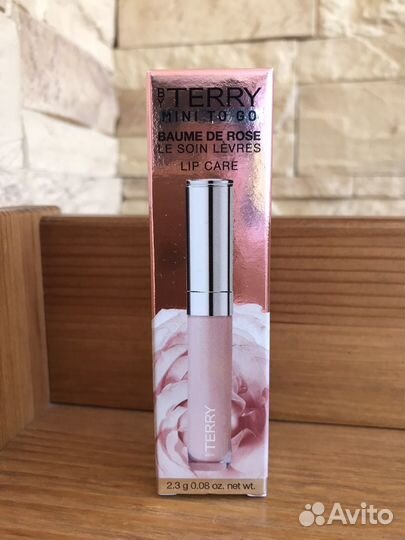 BY TERRY
MINI TO GO
BAUME DE ROSE
LE SOIN LÈVRES
LIP CARE
BY TERRY
2.3 g 0.08 oz. net wt.
Avito